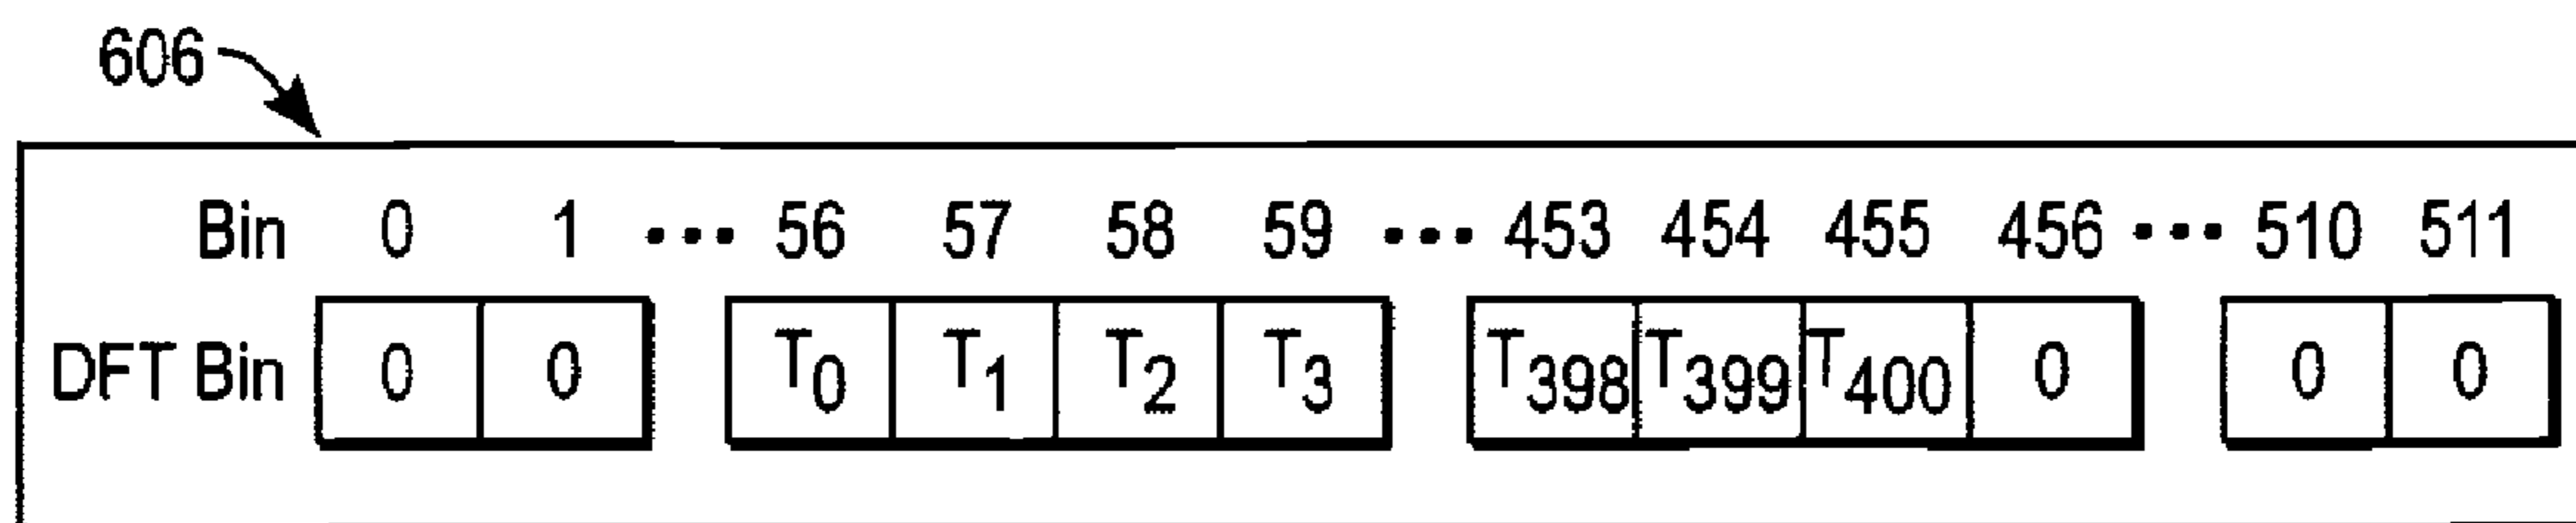 606
Bin 0 1 ••• 56 57 58 59 ••• 453 454 455 456 ••• 510 511
DFT Bin 0 0 T0 T1 T2 T3 T398 T399 T400 0 0 0